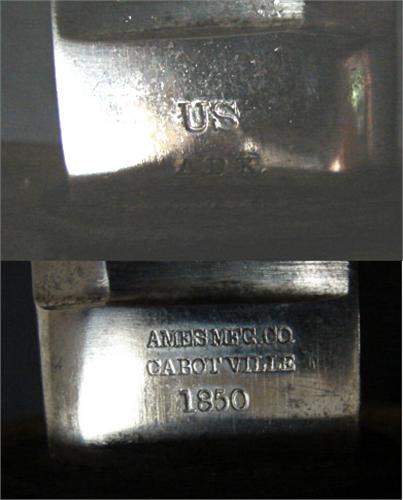 US
A.D.K.
AMES MFG. CO.
CABOTVILLE
1850